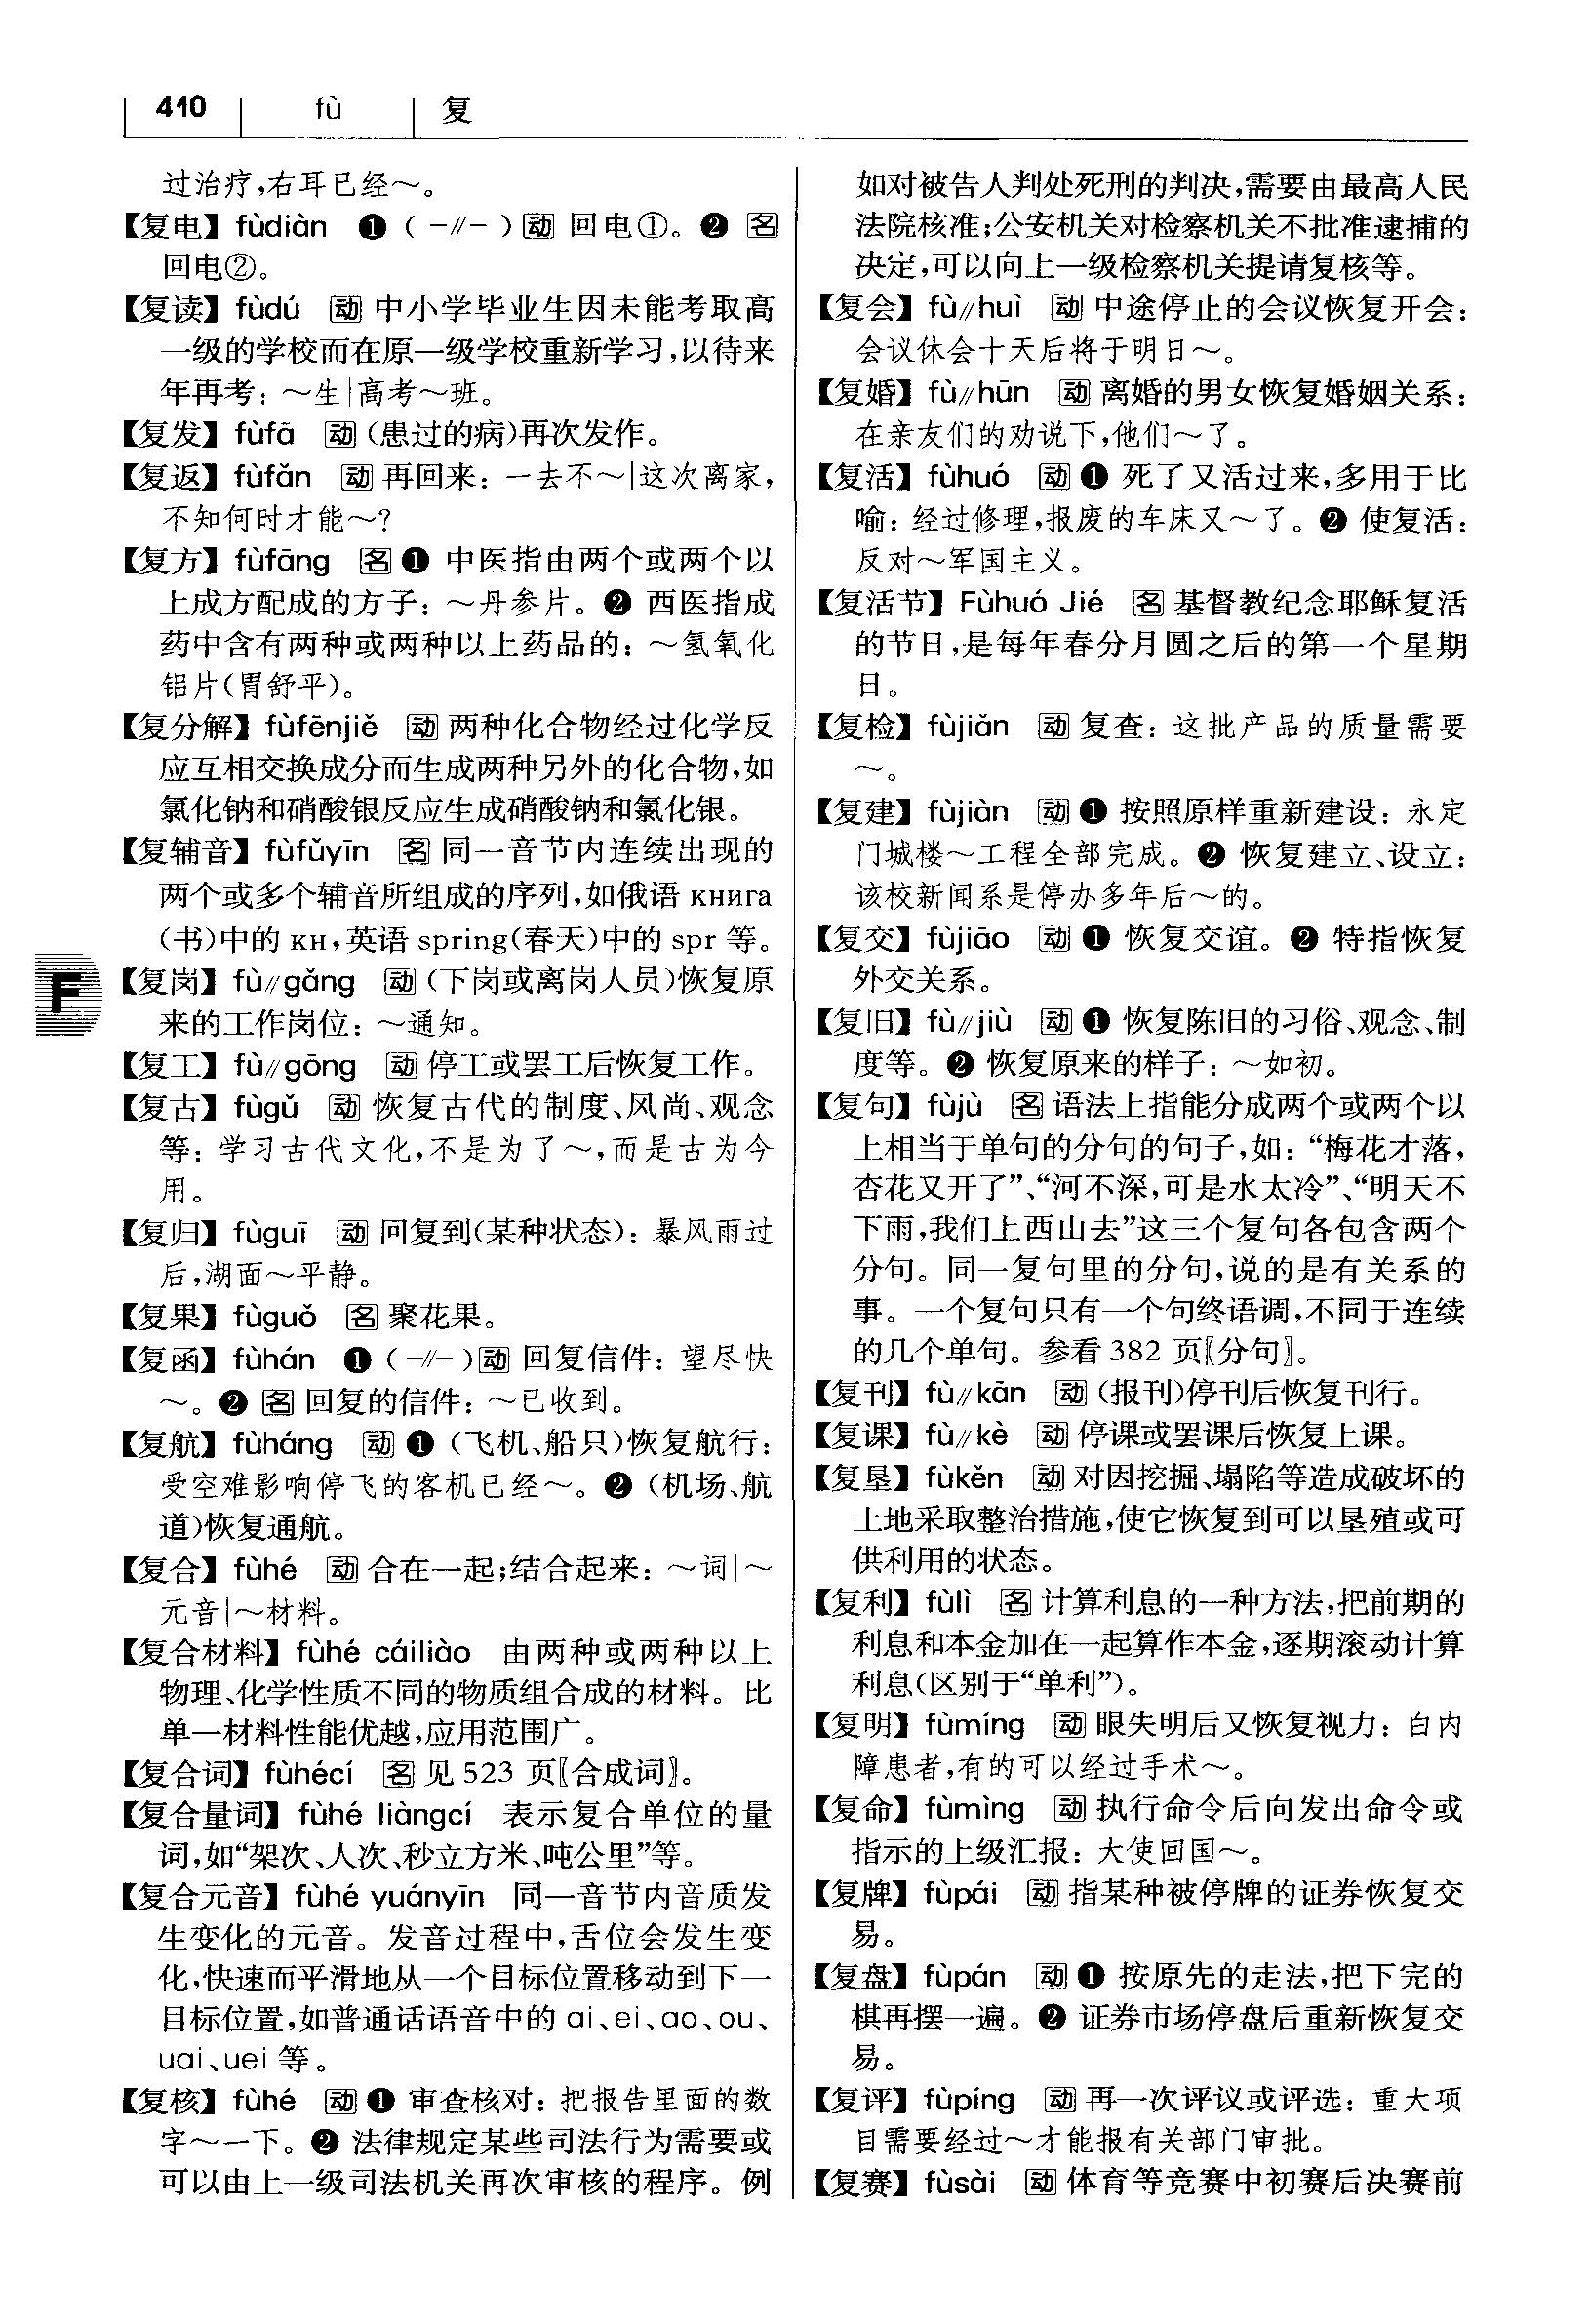 410 fù 复
过治疗,右耳已经～。
【复电】fùdiàn ❶(-//-)动 回电①。❷ 名
回电②。
【复读】fùdú 动 中小学毕业生因未能考取高
一级的学校而在原一级学校重新学习,以待来
年再考：～生|高考～班。
【复发】fùfā 动 (患过的病)再次发作。
【复返】fùfǎn 动 再回来：一去不～|这次离家,
不知何时才能～?
【复方】fùfāng 名 ❶ 中医指由两个或两个以
上成方配成的方子：～丹参片。❷ 西医指成
药中含有两种或两种以上药品的：～氢氧化
铝片(胃舒平)。
【复分解】fùfēnjiě 动 两种化合物经过化学反
应互相交换成分而生成两种另外的化合物,如
氯化钠和硝酸银反应生成硝酸钠和氯化银。
【复辅音】fùfǔyīn 名 同一音节内连续出现的
两个或多个辅音所组成的序列,如俄语 книга
(书)中的 кн,英语 spring(春天)中的 spr 等。
F
【复岗】fù//gǎng 动 (下岗或离岗人员)恢复原
来的工作岗位：～通知。
【复工】fù//gōng 动 停工或罢工后恢复工作。
【复古】fùgǔ 动 恢复古代的制度、风尚、观念
等：学习古代文化,不是为了～,而是古为今
用。
【复归】fùguī 动 回复到(某种状态)：暴风雨过
后,湖面～平静。
【复果】fùguǒ 名 聚花果。
【复函】fùhán ❶(-//-)动 回复信件：望尽快
～。❷ 名 回复的信件：～已收到。
【复航】fùháng 动 ❶ (飞机、船只)恢复航行：
受空难影响停飞的客机已经～。❷ (机场、航
道)恢复通航。
【复合】fùhé 动 合在一起;结合起来：～词|～
元音|～材料。
【复合材料】fùhé cáiliào 由两种或两种以上
物理、化学性质不同的物质组合成的材料。比
单一材料性能优越,应用范围广。
【复合词】fùhécí 名 见 523 页〖合成词〗。
【复合量词】fùhé liàngcí 表示复合单位的量
词,如“架次、人次、秒立方米、吨公里”等。
【复合元音】fùhé yuányīn 同一音节内音质发
生变化的元音。发音过程中,舌位会发生变
化,快速而平滑地从一个目标位置移动到下一
目标位置,如普通话语音中的 ɑi、ei、ɑo、ou、
uɑi、uei 等。
【复核】fùhé 动 ❶ 审查核对：把报告里面的数
字～一下。❷ 法律规定某些司法行为需要或
可以由上一级司法机关再次审核的程序。例
如对被告人判处死刑的判决,需要由最高人民
法院核准;公安机关对检察机关不批准逮捕的
决定,可以向上一级检察机关提请复核等。
【复会】fù//huì 动 中途停止的会议恢复开会：
会议休会十天后将于明日～。
【复婚】fù//hūn 动 离婚的男女恢复婚姻关系：
在亲友们的劝说下,他们～了。
【复活】fùhuó 动 ❶ 死了又活过来,多用于比
喻：经过修理,报废的车床又～了。❷ 使复活：
反对～军国主义。
【复活节】Fùhuó Jié 名 基督教纪念耶稣复活
的节日,是每年春分月圆之后的第一个星期
日。
【复检】fùjiǎn 动 复查：这批产品的质量需要
～。
【复建】fùjiàn 动 ❶ 按照原样重新建设：永定
门城楼～工程全部完成。❷ 恢复建立、设立：
该校新闻系是停办多年后～的。
【复交】fùjiāo 动 ❶ 恢复交谊。❷ 特指恢复
外交关系。
【复旧】fù//jiù 动 ❶ 恢复陈旧的习俗、观念、制
度等。❷ 恢复原来的样子：～如初。
【复句】fùjù 名 语法上指能分成两个或两个以
上相当于单句的分句的句子,如：“梅花才落,
杏花又开了”、“河不深,可是水太冷”、“明天不
下雨,我们上西山去”这三个复句各包含两个
分句。同一复句里的分句,说的是有关系的
事。一个复句只有一个句终语调,不同于连续
的几个单句。参看 382 页〖分句〗。
【复刊】fù//kān 动 (报刊)停刊后恢复刊行。
【复课】fù//kè 动 停课或罢课后恢复上课。
【复垦】fùkěn 动 对因挖掘、塌陷等造成破坏的
土地采取整治措施,使它恢复到可以垦殖或可
供利用的状态。
【复利】fùlì 名 计算利息的一种方法,把前期的
利息和本金加在一起算作本金,逐期滚动计算
利息(区别于“单利”)。
【复明】fùmíng 动 眼失明后又恢复视力：白内
障患者,有的可以经过手术～。
【复命】fùmìng 动 执行命令后向发出命令或
指示的上级汇报：大使回国～。
【复牌】fùpái 动 指某种被停牌的证券恢复交
易。
【复盘】fùpán 动 ❶ 按原先的走法,把下完的
棋再摆一遍。❷ 证券市场停盘后重新恢复交
易。
【复评】fùpíng 动 再一次评议或评选：重大项
目需要经过～才能报有关部门审批。
【复赛】fùsài 动 体育等竞赛中初赛后决赛前